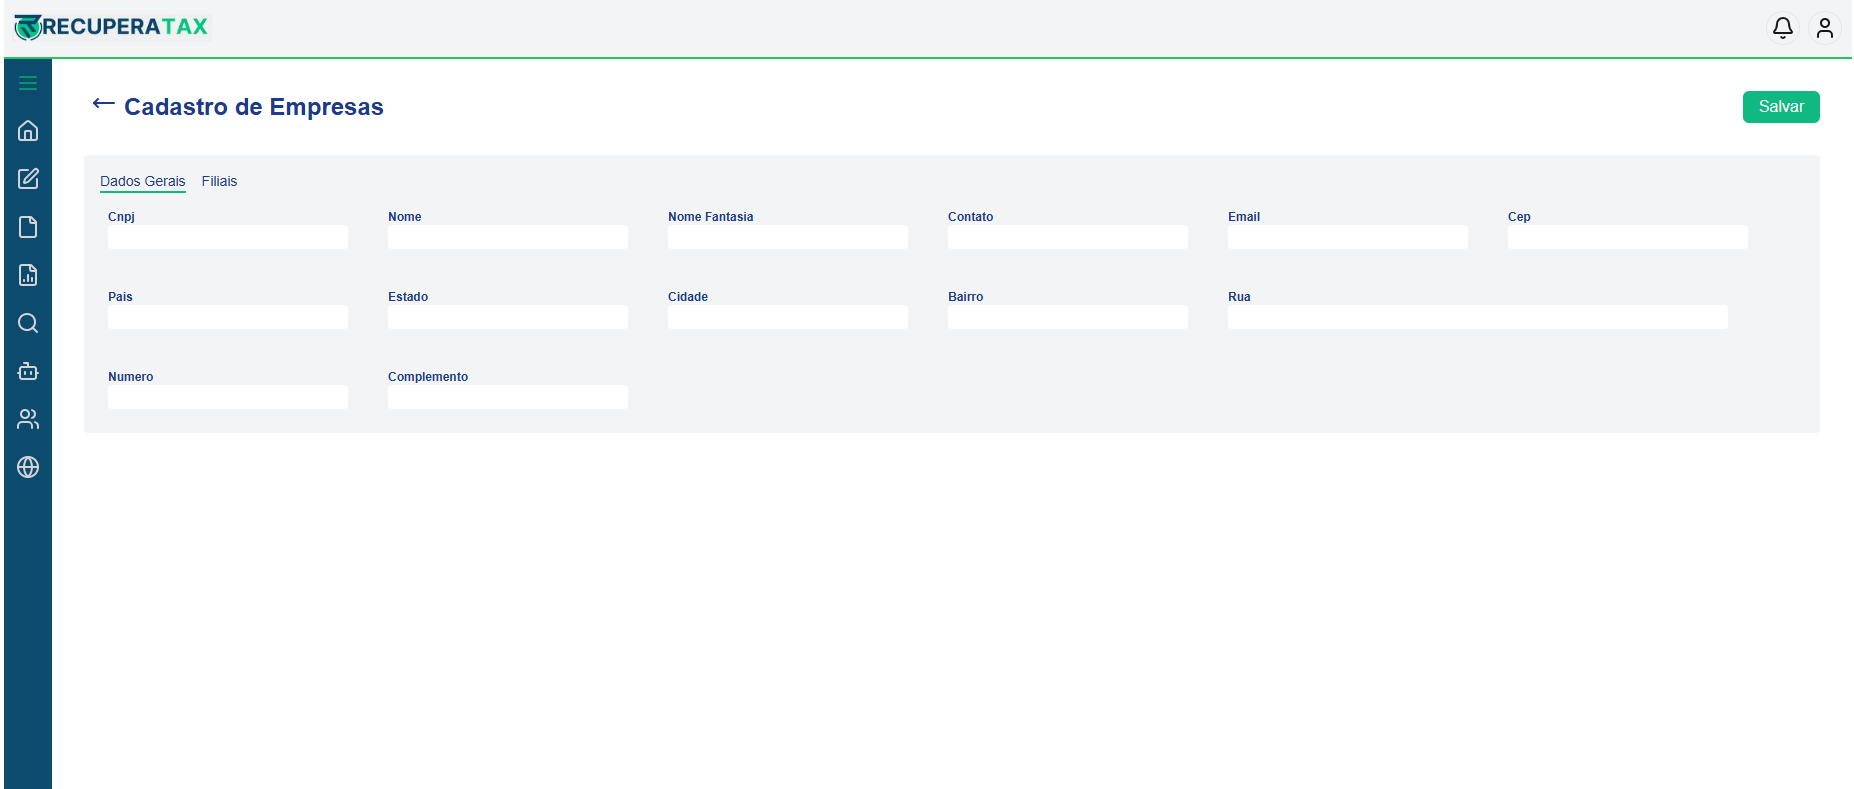 RECUPERATAX
Cadastro de Empresas
Salvar
Dados Gerais Filiais
Cnpj Nome Nome Fantasia Contato Email Cep
Pais Estado Cidade Bairro Rua
Numero Complemento